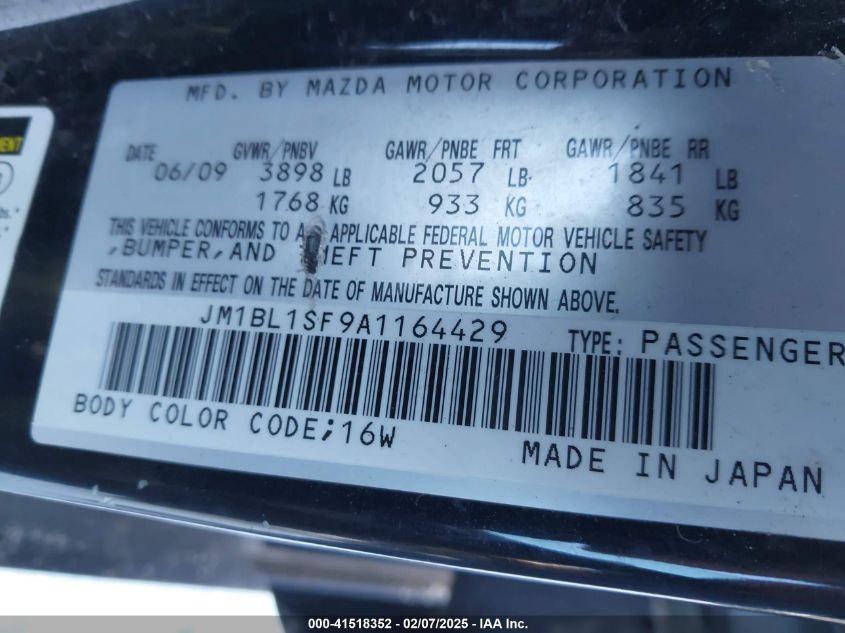 MFD. BY MAZDA MOTOR CORPORATION
DATE GVWR/PNBV GAWR/PNBE FRT GAWR/PNBE RR
06/09 3898 LB 2057 LB 1841 LB
1768 KG 933 KG 835 KG
THIS VEHICLE CONFORMS TO APPLICABLE FEDERAL MOTOR VEHICLE SAFETY
,BUMPER,AND HEFT PREVENTION
STANDARDS IN EFFECT ON THE DATE OF MANUFACTURE SHOWN ABOVE.
JM1BL1SF9A1164429 TYPE: PASSENGER
BODY COLOR CODE;16W
MADE IN JAPAN
000-41518352 - 02/07/2025 - IAA Inc.